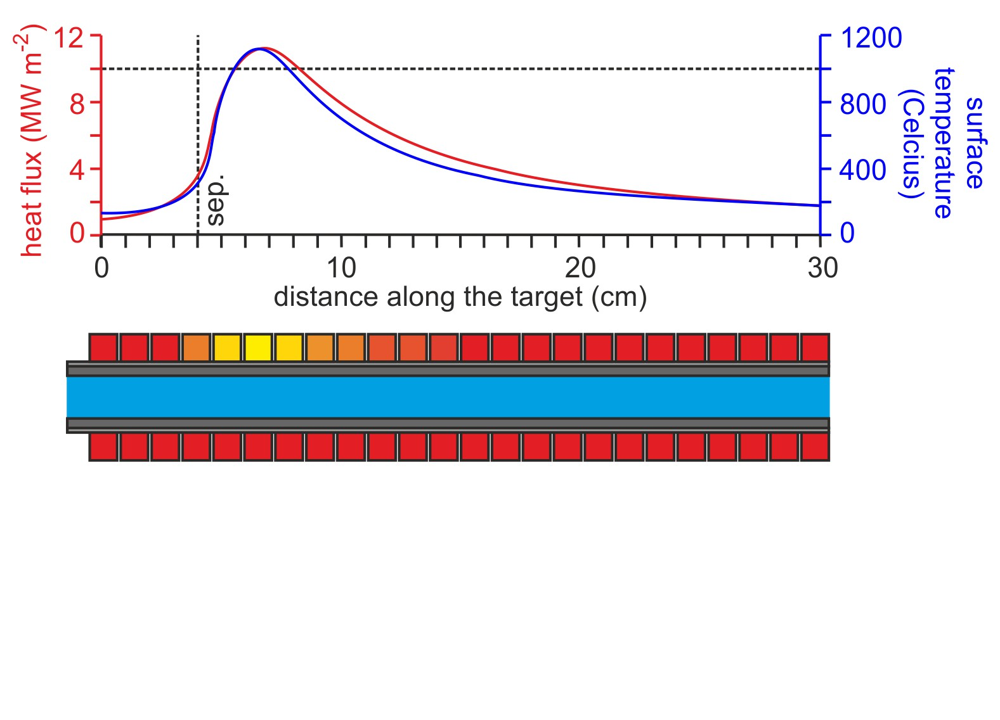 heat flux (MW m-2)
12
8
4
0
sep.
1200
800
400
0
surface
temperature
(Celcius)
0
10
20
30
distance along the target (cm)